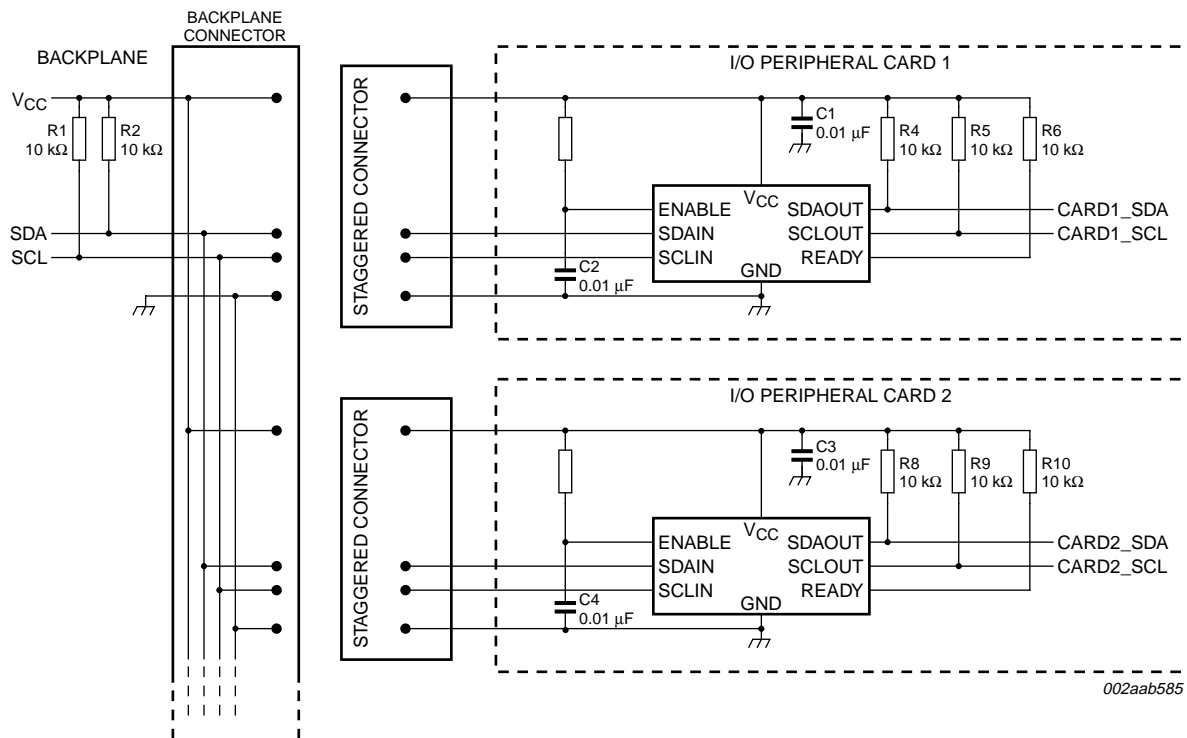 BACKPLANE
CONNECTOR
BACKPLANE
VCC
R1
10 kΩ
R2
10 kΩ
SDA
SCL
STAGGERED CONNECTOR
I/O PERIPHERAL CARD 1
C1
0.01 μF
R4
10 kΩ
R5
10 kΩ
R6
10 kΩ
ENABLE
SDAIN
SCLIN
VCC
SDAOUT
SCLOUT
READY
GND
C2
0.01 μF
CARD1_SDA
CARD1_SCL
STAGGERED CONNECTOR
I/O PERIPHERAL CARD 2
C3
0.01 μF
R8
10 kΩ
R9
10 kΩ
R10
10 kΩ
ENABLE
SDAIN
SCLIN
VCC
SDAOUT
SCLOUT
READY
GND
C4
0.01 μF
CARD2_SDA
CARD2_SCL
002aab585